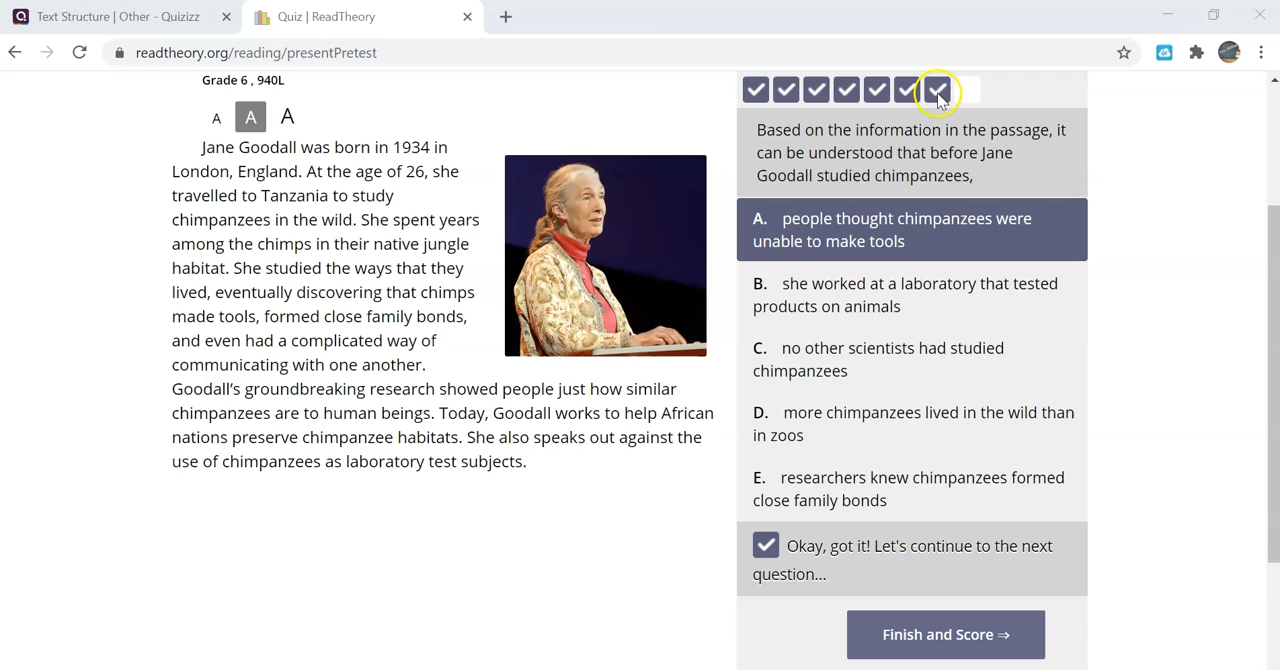 Text Structure | Other - Quizizz
Quiz | ReadTheory
readtheory.org/reading/presentPretest
Grade 6 , 940L
A A A
Jane Goodall was born in 1934 in
London, England. At the age of 26, she
travelled to Tanzania to study
chimpanzees in the wild. She spent years
among the chimps in their native jungle
habitat. She studied the ways that they
lived, eventually discovering that chimps
made tools, formed close family bonds,
and even had a complicated way of
communicating with one another.
Goodall’s groundbreaking research showed people just how similar
chimpanzees are to human beings. Today, Goodall works to help African
nations preserve chimpanzee habitats. She also speaks out against the
use of chimpanzees as laboratory test subjects.
Based on the information in the passage, it
can be understood that before Jane
Goodall studied chimpanzees,
A. people thought chimpanzees were
unable to make tools
B. she worked at a laboratory that tested
products on animals
C. no other scientists had studied
chimpanzees
D. more chimpanzees lived in the wild than
in zoos
E. researchers knew chimpanzees formed
close family bonds
Okay, got it! Let's continue to the next
question...
Finish and Score ⇒